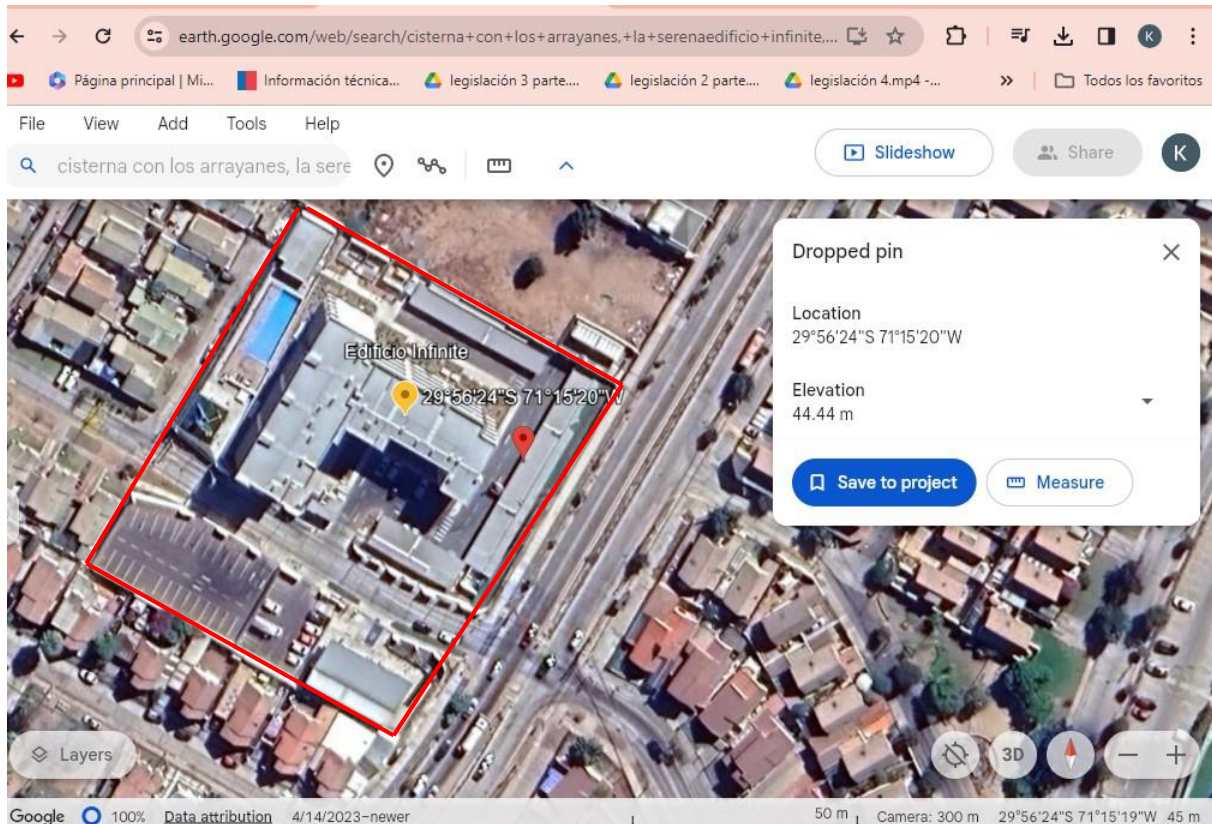 earth.google.com/web/search/cisterna+con+los+arrayanes,+la+serenaedificio+infinite,... K
Página principal | Mi... Información técnica... legislación 3 parte.... legislación 2 parte.... legislación 4.mp4 -... » Todos los favoritos
File View Add Tools Help
cisterna con los arrayanes, la sere Slideshow Share K
Dropped pin
Location
29°56'24"S 71°15'20"W
Elevation
44.44 m
Save to project Measure
Edificio Infinite
29°56'24"S 71°15'20"W
Layers 3D
Google 100% Data attribution 4/14/2023-newer 50 m Camera: 300 m 29°56'24"S 71°15'19"W 45 m